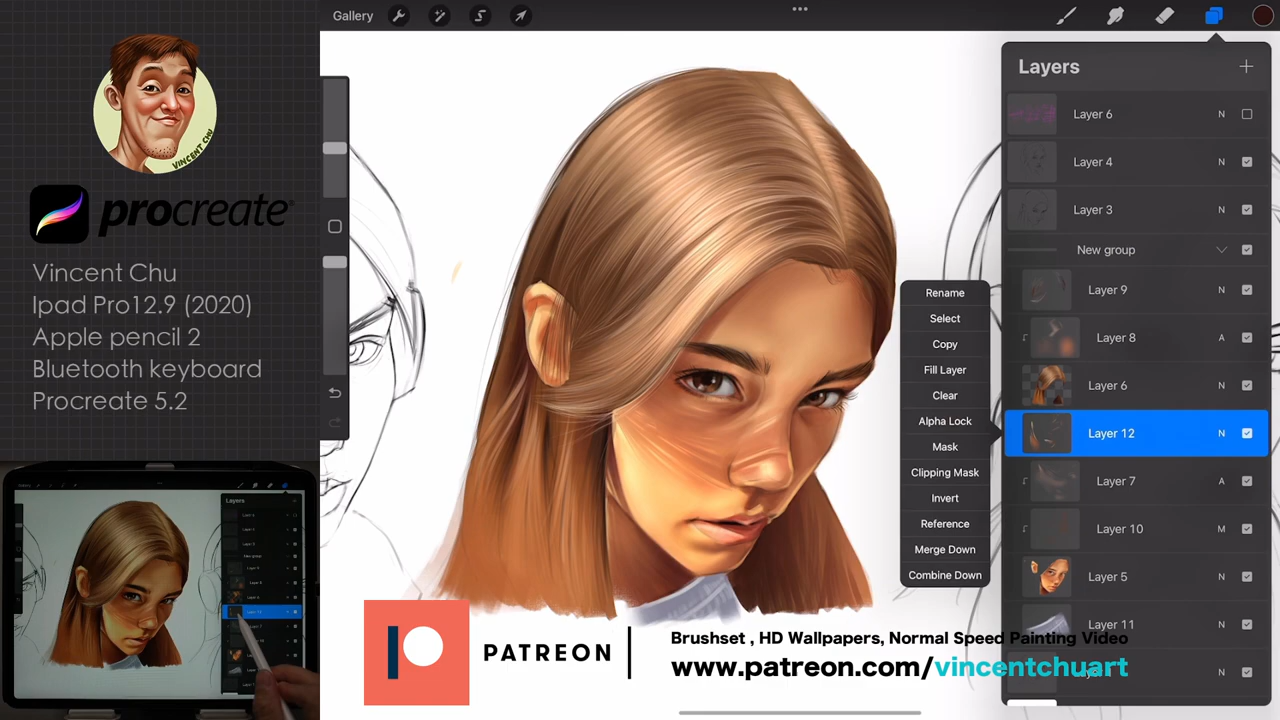 VINCENT CHU
procreate
Vincent Chu
Ipad Pro12.9 (2020)
Apple pencil 2
Bluetooth keyboard
Procreate 5.2
Gallery
Layers
Layer 6 N
Layer 4 N
Layer 3 N
New group
Layer 9 N
Layer 8 A
Layer 6 N
Layer 12 N
Layer 7 A
Layer 10 M
Layer 5 N
Layer 11 N
N
Rename
Select
Copy
Fill Layer
Clear
Alpha Lock
Mask
Clipping Mask
Invert
Reference
Merge Down
Combine Down
PATREON
Brushset , HD Wallpapers, Normal Speed Painting Video
www.patreon.com/vincentchuart
Layers